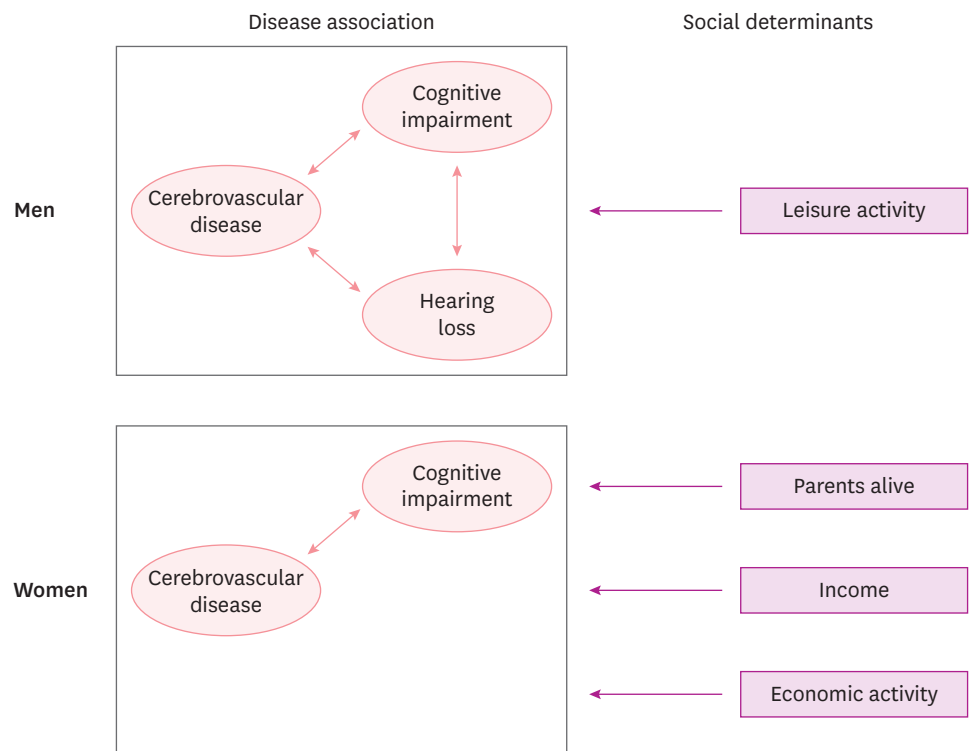 Disease association
Social determinants
Men
Cognitive
impairment
Cerebrovascular
disease
Hearing
loss
Leisure activity
Women
Cognitive
impairment
Cerebrovascular
disease
Parents alive
Income
Economic activity